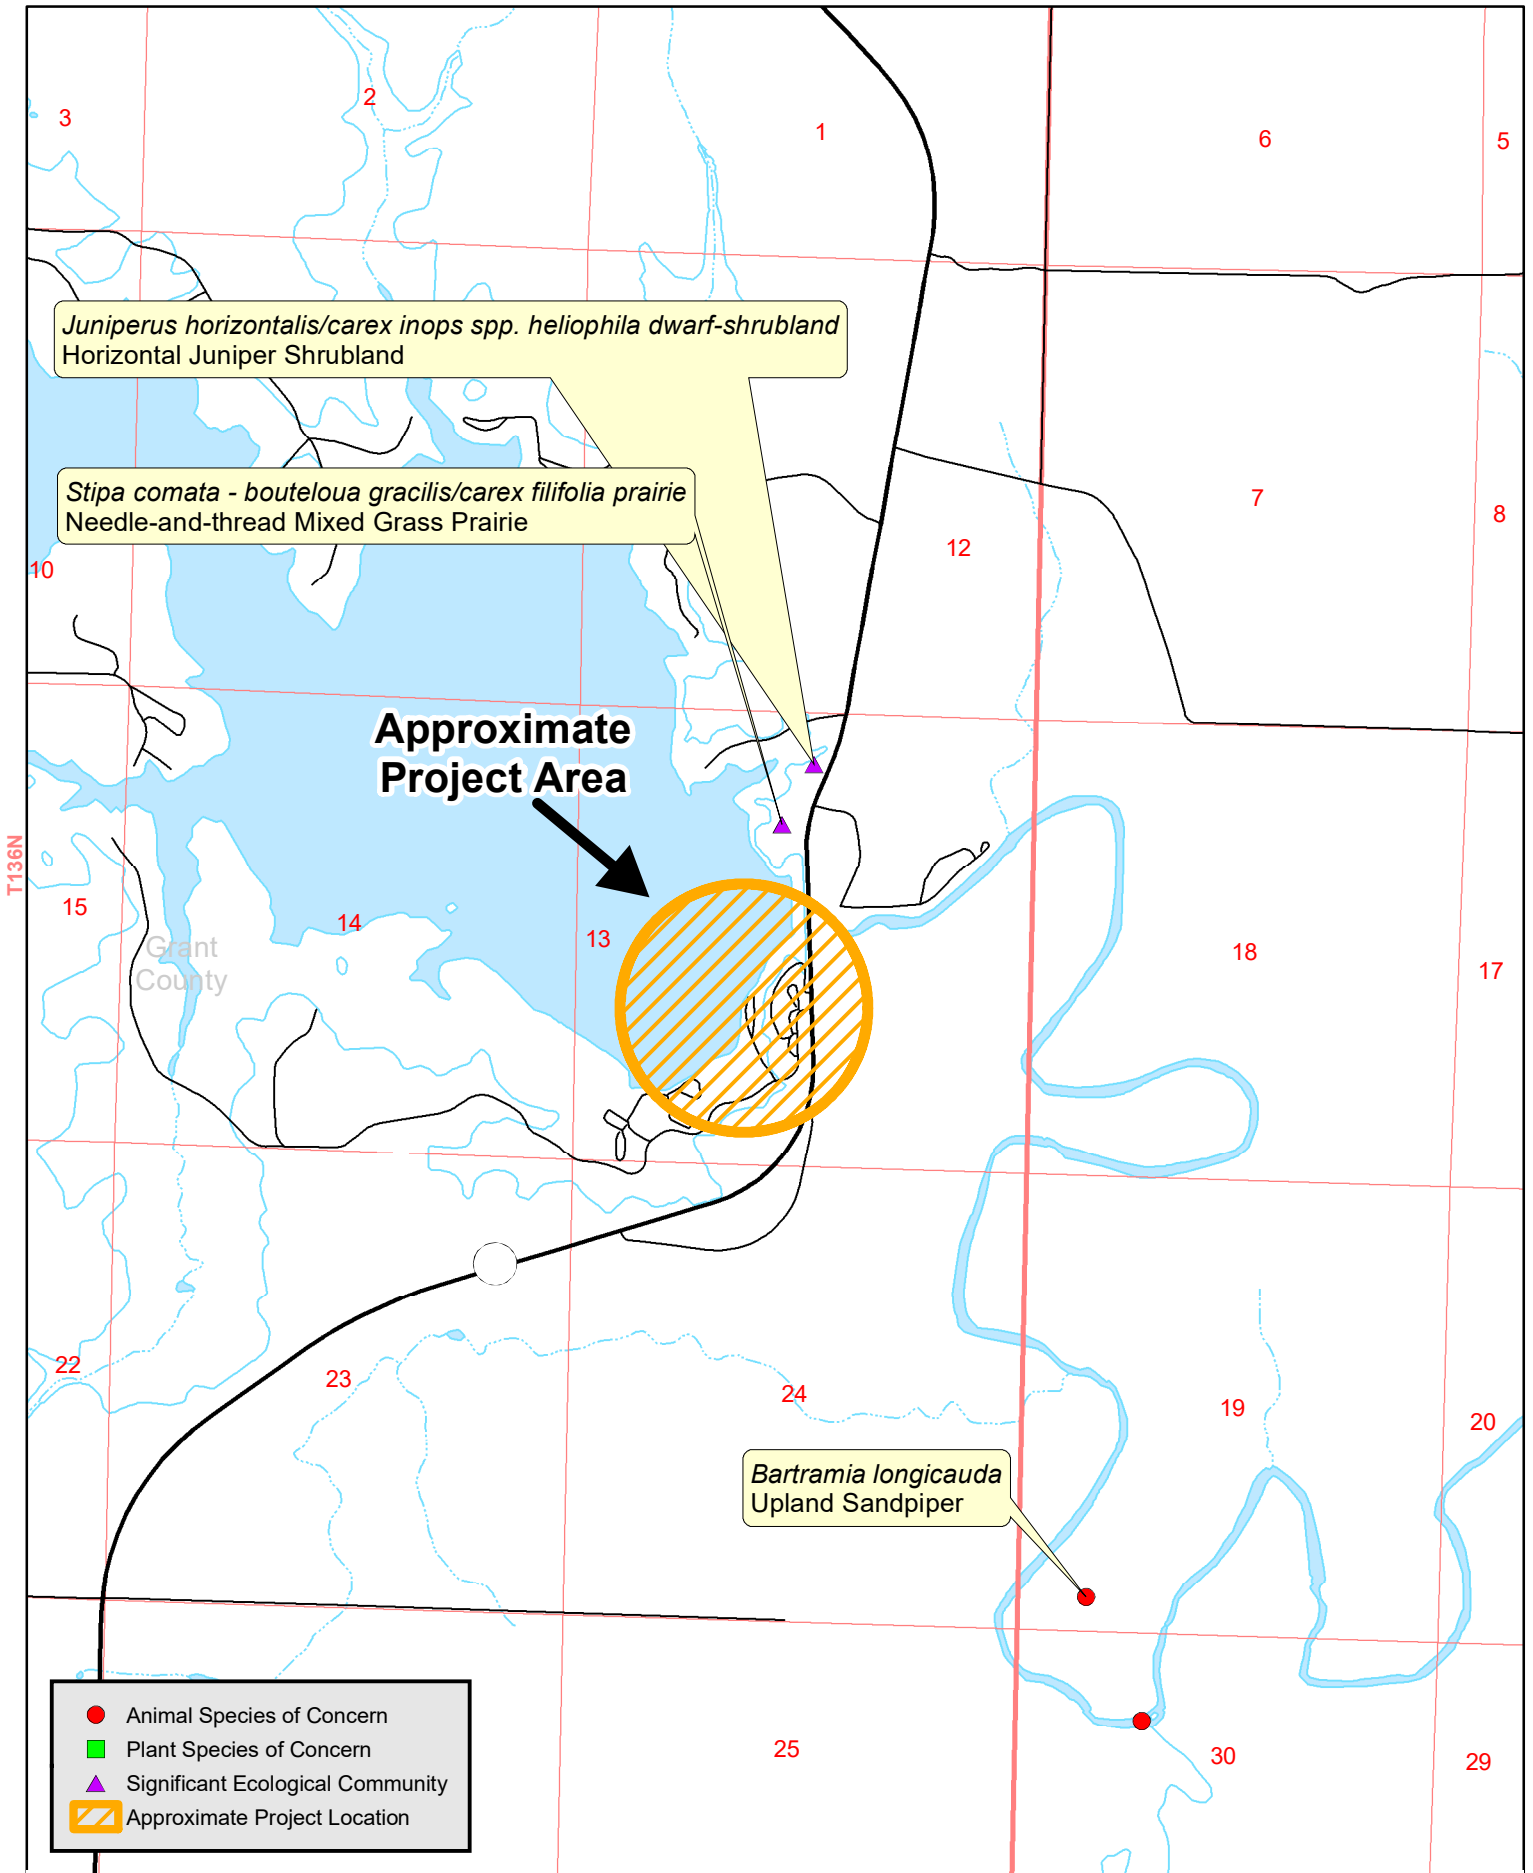 3
2
1
6
5
Juniperus horizontalis/carex inops spp. heliophila dwarf-shrubland
Horizontal Juniper Shrubland
Stipa comata - bouteloua gracilis/carex filifolia prairie
Needle-and-thread Mixed Grass Prairie
10
12
7
8
Approximate
Project Area
T136N
15
14
13
18
17
Grant
County
22
23
24
19
20
Bartramia longicauda
Upland Sandpiper
25
30
29
Animal Species of Concern
Plant Species of Concern
Significant Ecological Community
Approximate Project Location